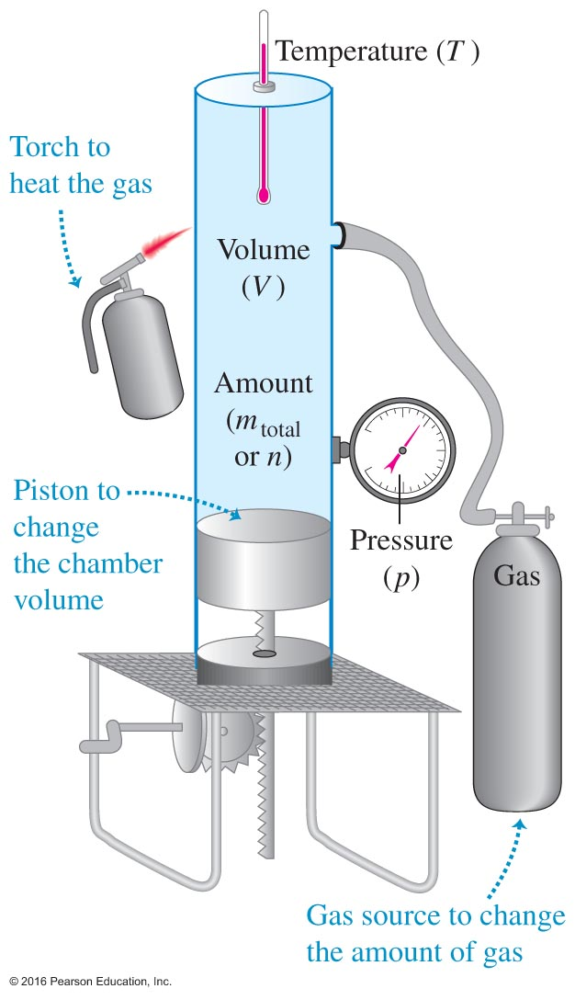 Temperature (T)
Torch to
heat the gas
Volume
(V)
Amount
(m total
or n)
Piston to
change
the chamber
volume
Pressure
(p)
Gas
Gas source to change
the amount of gas
© 2016 Pearson Education, Inc.